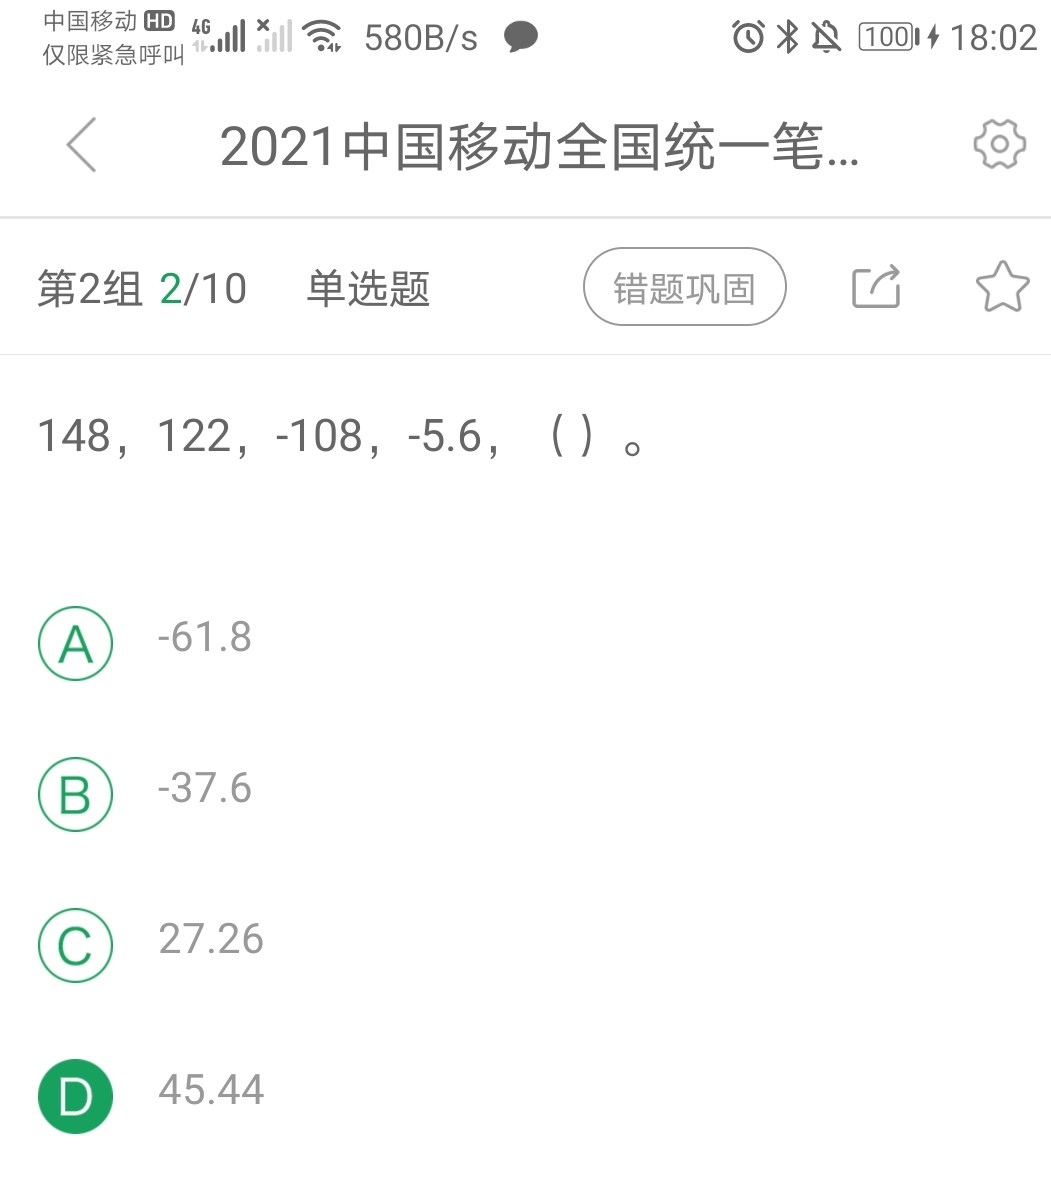 中国移动 HD 4G 580B/s 100 18:02
仅限紧急呼叫
2021中国移动全国统一笔...
第2组 2/10 单选题 错题巩固
148，122，-108，-5.6，（）。
A -61.8
B -37.6
C 27.26
D 45.44